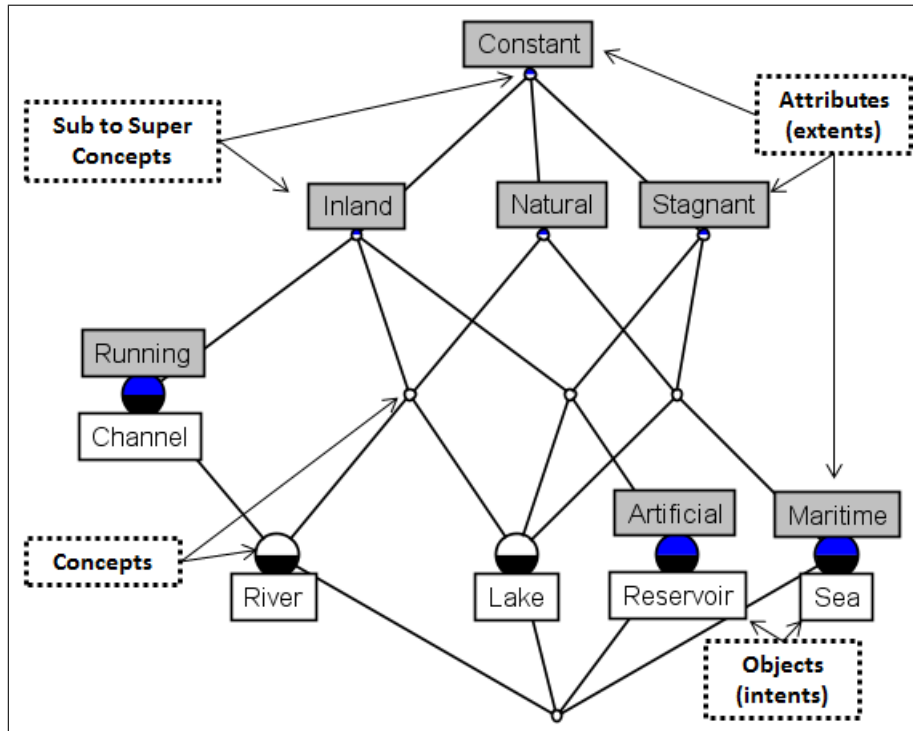 Constant
Attributes
(extents)
Sub to Super
Concepts
Inland
Natural
Stagnant
Running
Channel
Artificial
Maritime
Concepts
River
Lake
Reservoir
Sea
Objects
(intents)